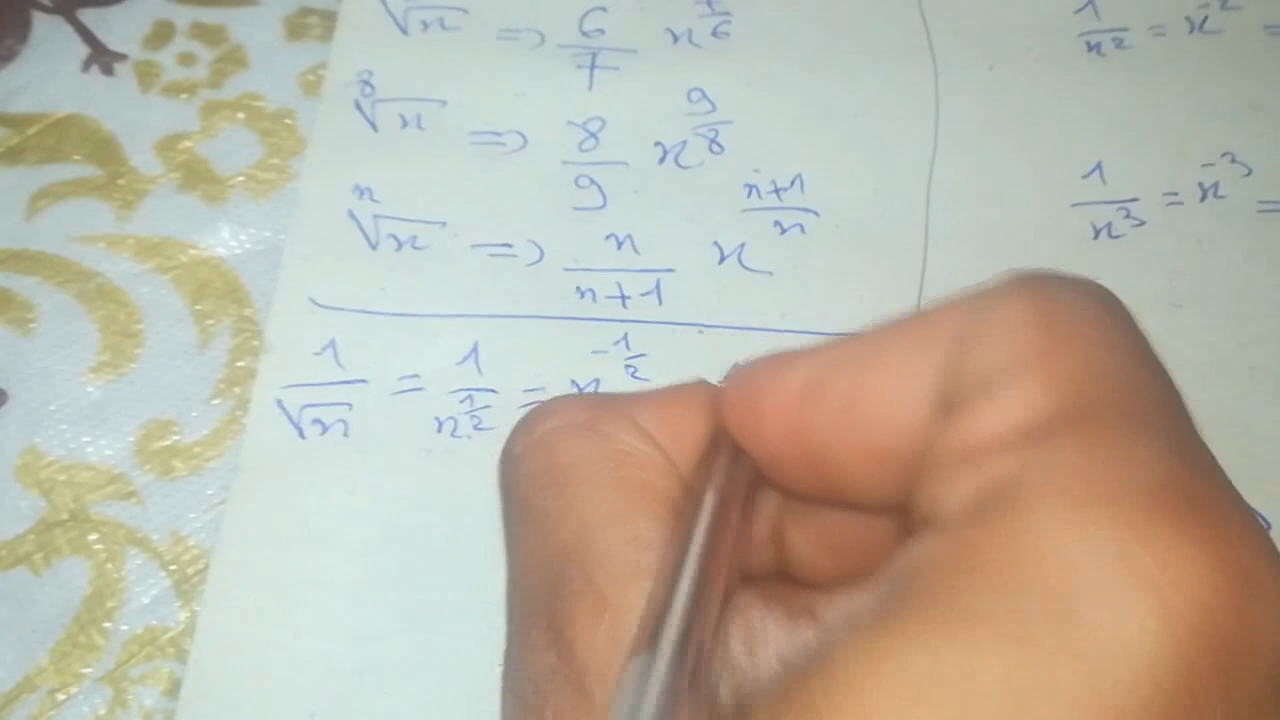 √x => 6/7 x^7/6
⁸√x => 8/9 x^9/8
ⁿ√x => n/n+1 x^n+1/n
1/√x = 1/x^1/2 = x^-1/2
1/x² = x^-2 =
1/x³ = x^-3 =